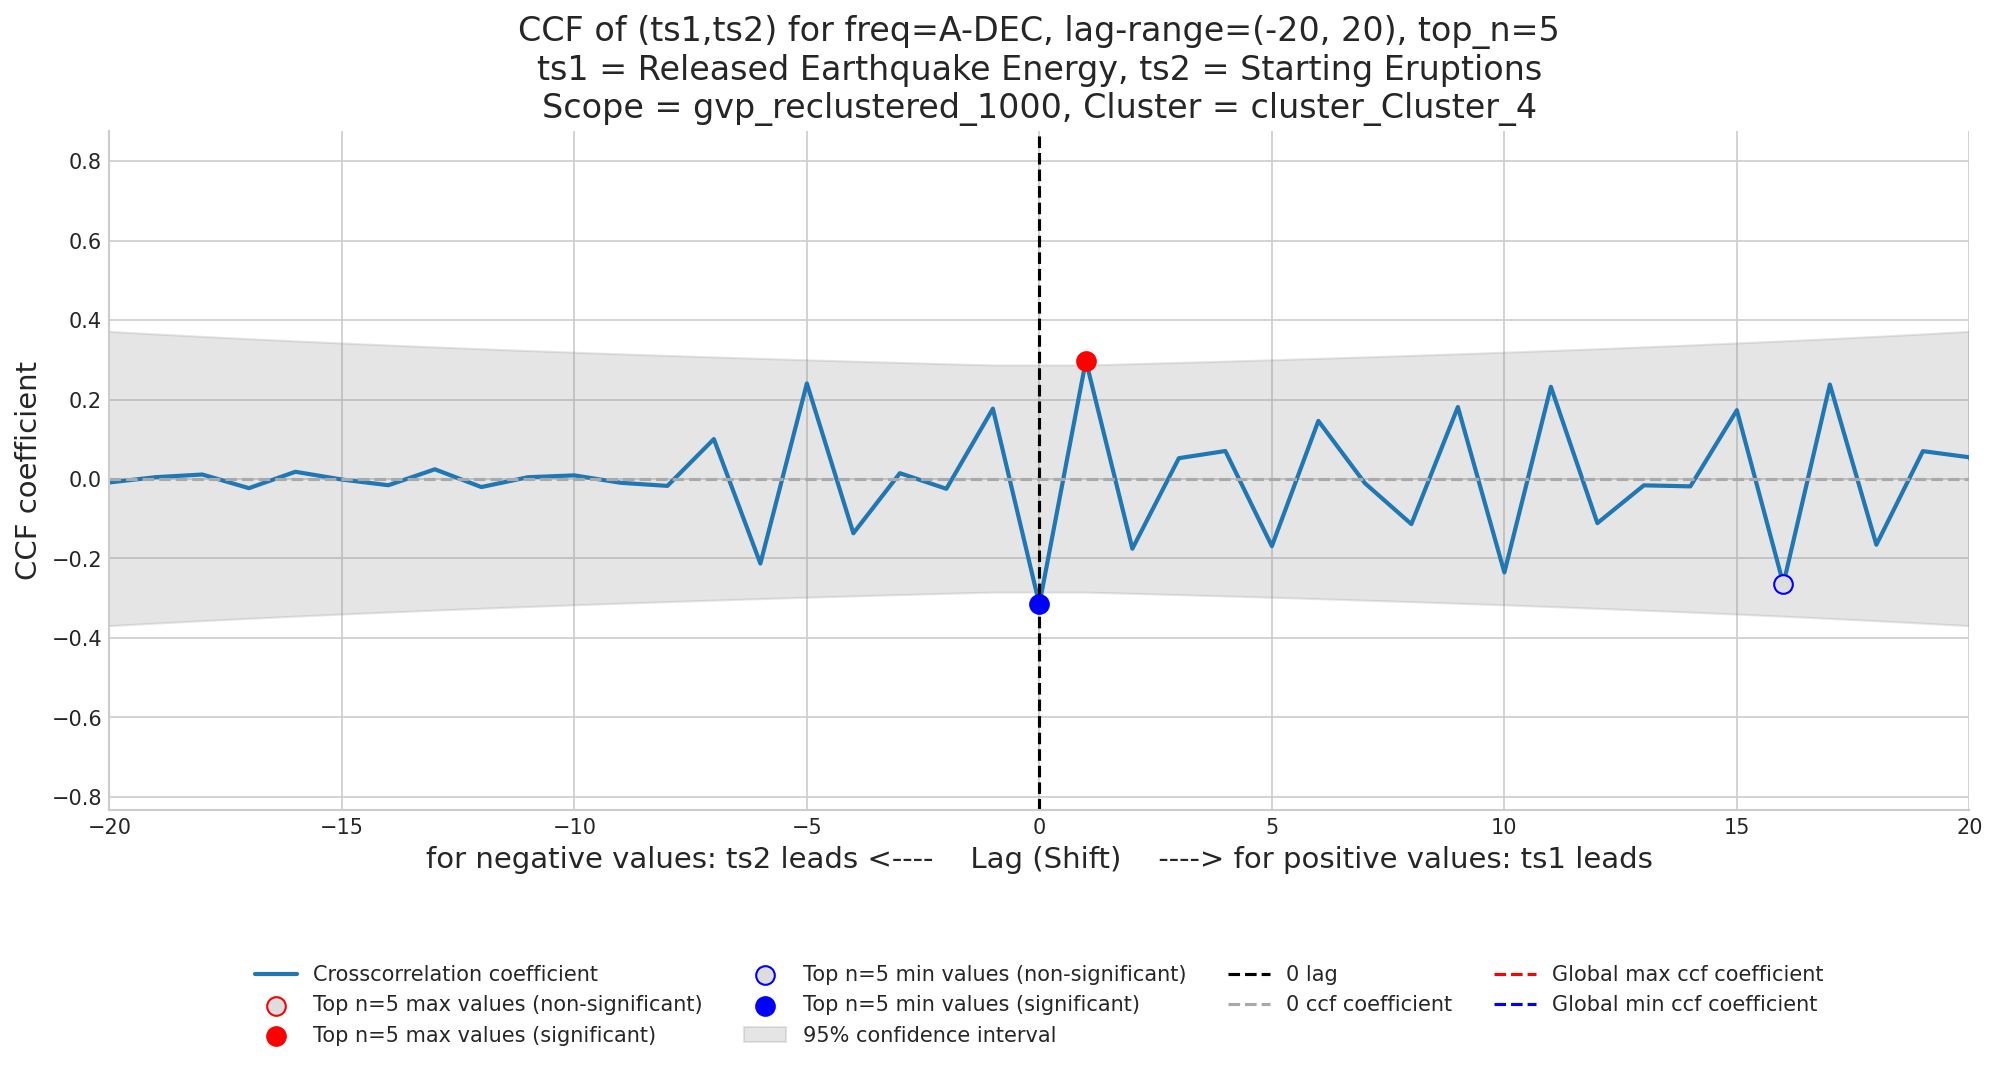 CCF of (ts1,ts2) for freq=A-DEC, lag-range=(-20, 20), top_n=5
ts1 = Released Earthquake Energy, ts2 = Starting Eruptions
Scope = gvp_reclustered_1000, Cluster = cluster_Cluster_4
CCF coefficient
0.8
0.6
0.4
0.2
0.0
−0.2
−0.4
−0.6
−0.8
−20 −15 −10 −5 0 5 10 15 20
for negative values: ts2 leads <---- Lag (Shift) ----> for positive values: ts1 leads
Crosscorrelation coefficient
Top n=5 max values (non-significant)
Top n=5 max values (significant)
Top n=5 min values (non-significant)
Top n=5 min values (significant)
95% confidence interval
0 lag
0 ccf coefficient
Global max ccf coefficient
Global min ccf coefficient